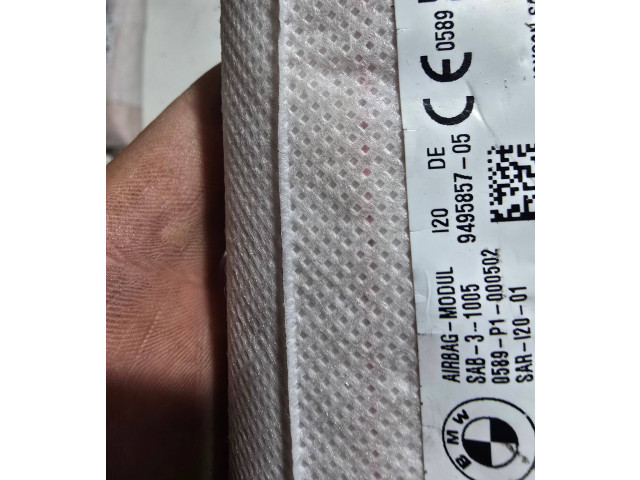 AIRBAG-MODUL I20 DE
SAB-3-1005 9495857-05
0589-P1-000502
SAR-I20-01
CE 0589
BMW